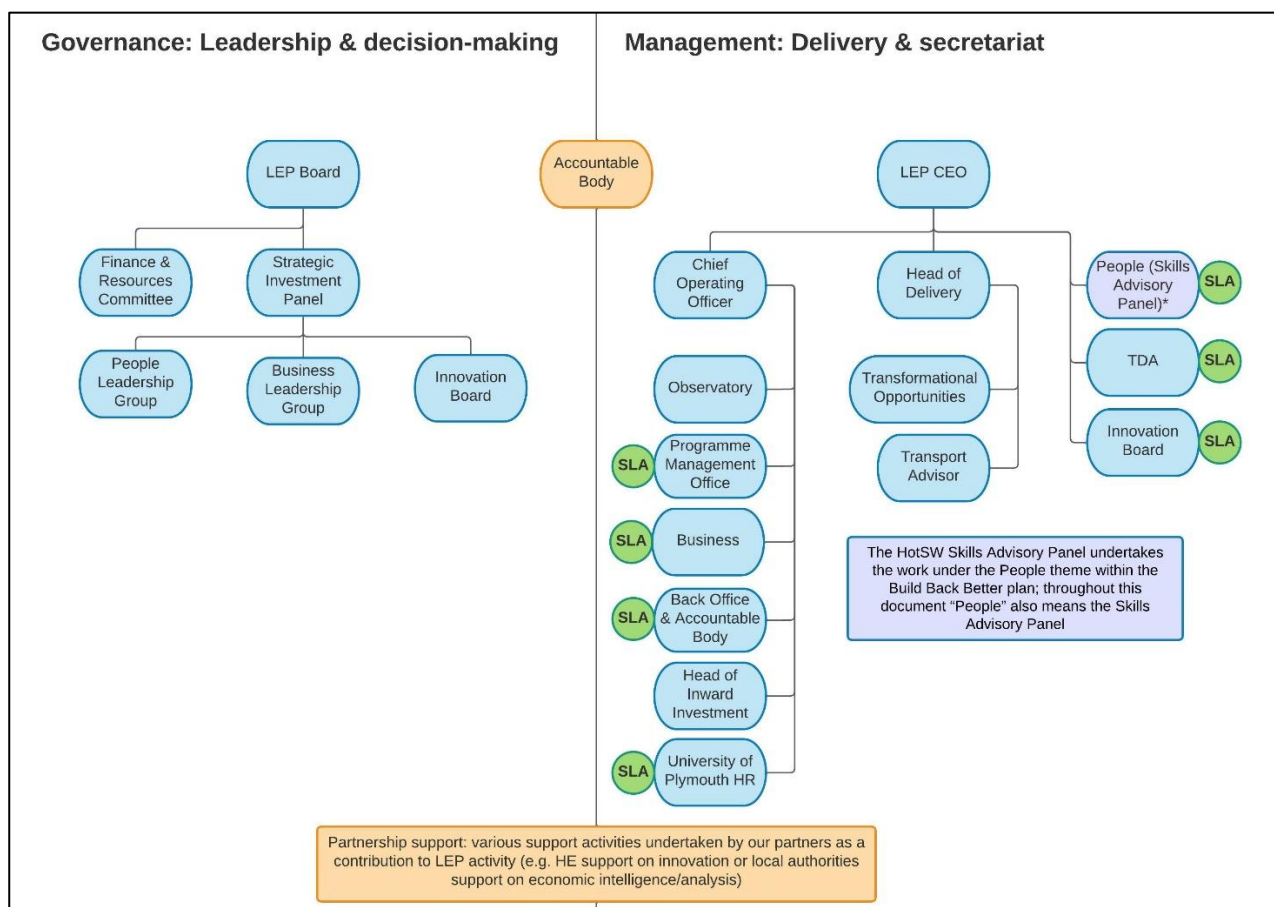 Governance: Leadership & decision-making
Management: Delivery & secretariat
LEP Board
Accountable
Body
LEP CEO
Finance &
Resources
Committee
Strategic
Investment
Panel
People
Leadership
Group
Business
Leadership
Group
Innovation
Board
Chief
Operating
Officer
Observatory
SLA
Programme
Management
Office
SLA
Business
SLA
Back Office
& Accountable
Body
Head of
Inward
Investment
SLA
University of
Plymouth HR
Head of
Delivery
Transformational
Opportunities
Transport
Advisor
People (Skills
Advisory
Panel)*
SLA
TDA
SLA
Innovation
Board
SLA
The HotSW Skills Advisory Panel undertakes
the work under the People theme within the
Build Back Better plan; throughout this
document “People” also means the Skills
Advisory Panel
Partnership support: various support activities undertaken by our partners as a
contribution to LEP activity (e.g. HE support on innovation or local authorities
support on economic intelligence/analysis)